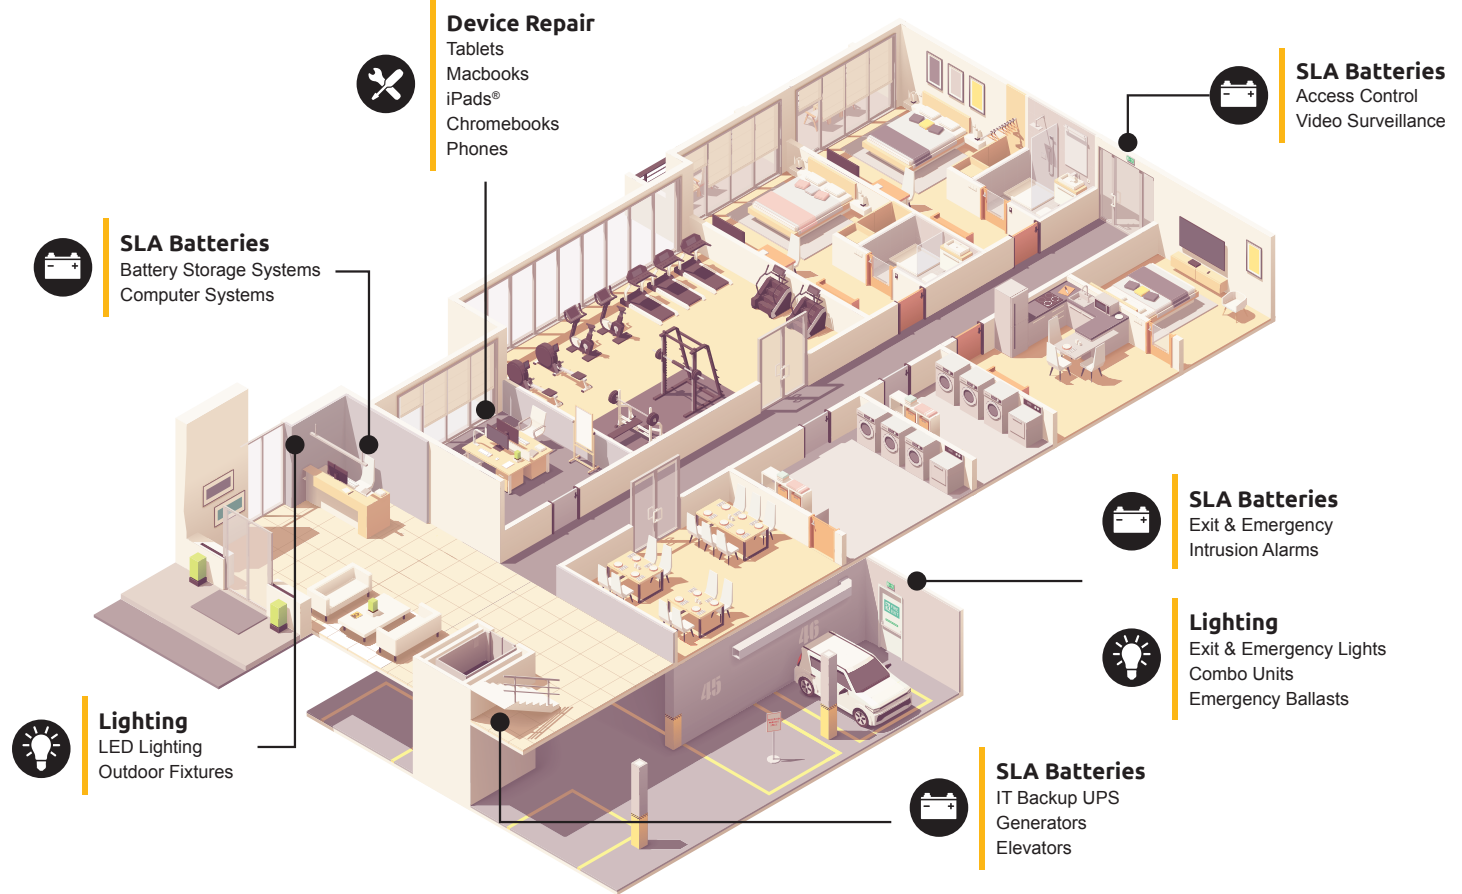 Device Repair
Tablets
Macbooks
iPads®
Chromebooks
Phones
SLA Batteries
Access Control
Video Surveillance
SLA Batteries
Battery Storage Systems
Computer Systems
SLA Batteries
Exit & Emergency
Intrusion Alarms
Lighting
Exit & Emergency Lights
Combo Units
Emergency Ballasts
46
45
Lighting
LED Lighting
Outdoor Fixtures
SLA Batteries
IT Backup UPS
Generators
Elevators